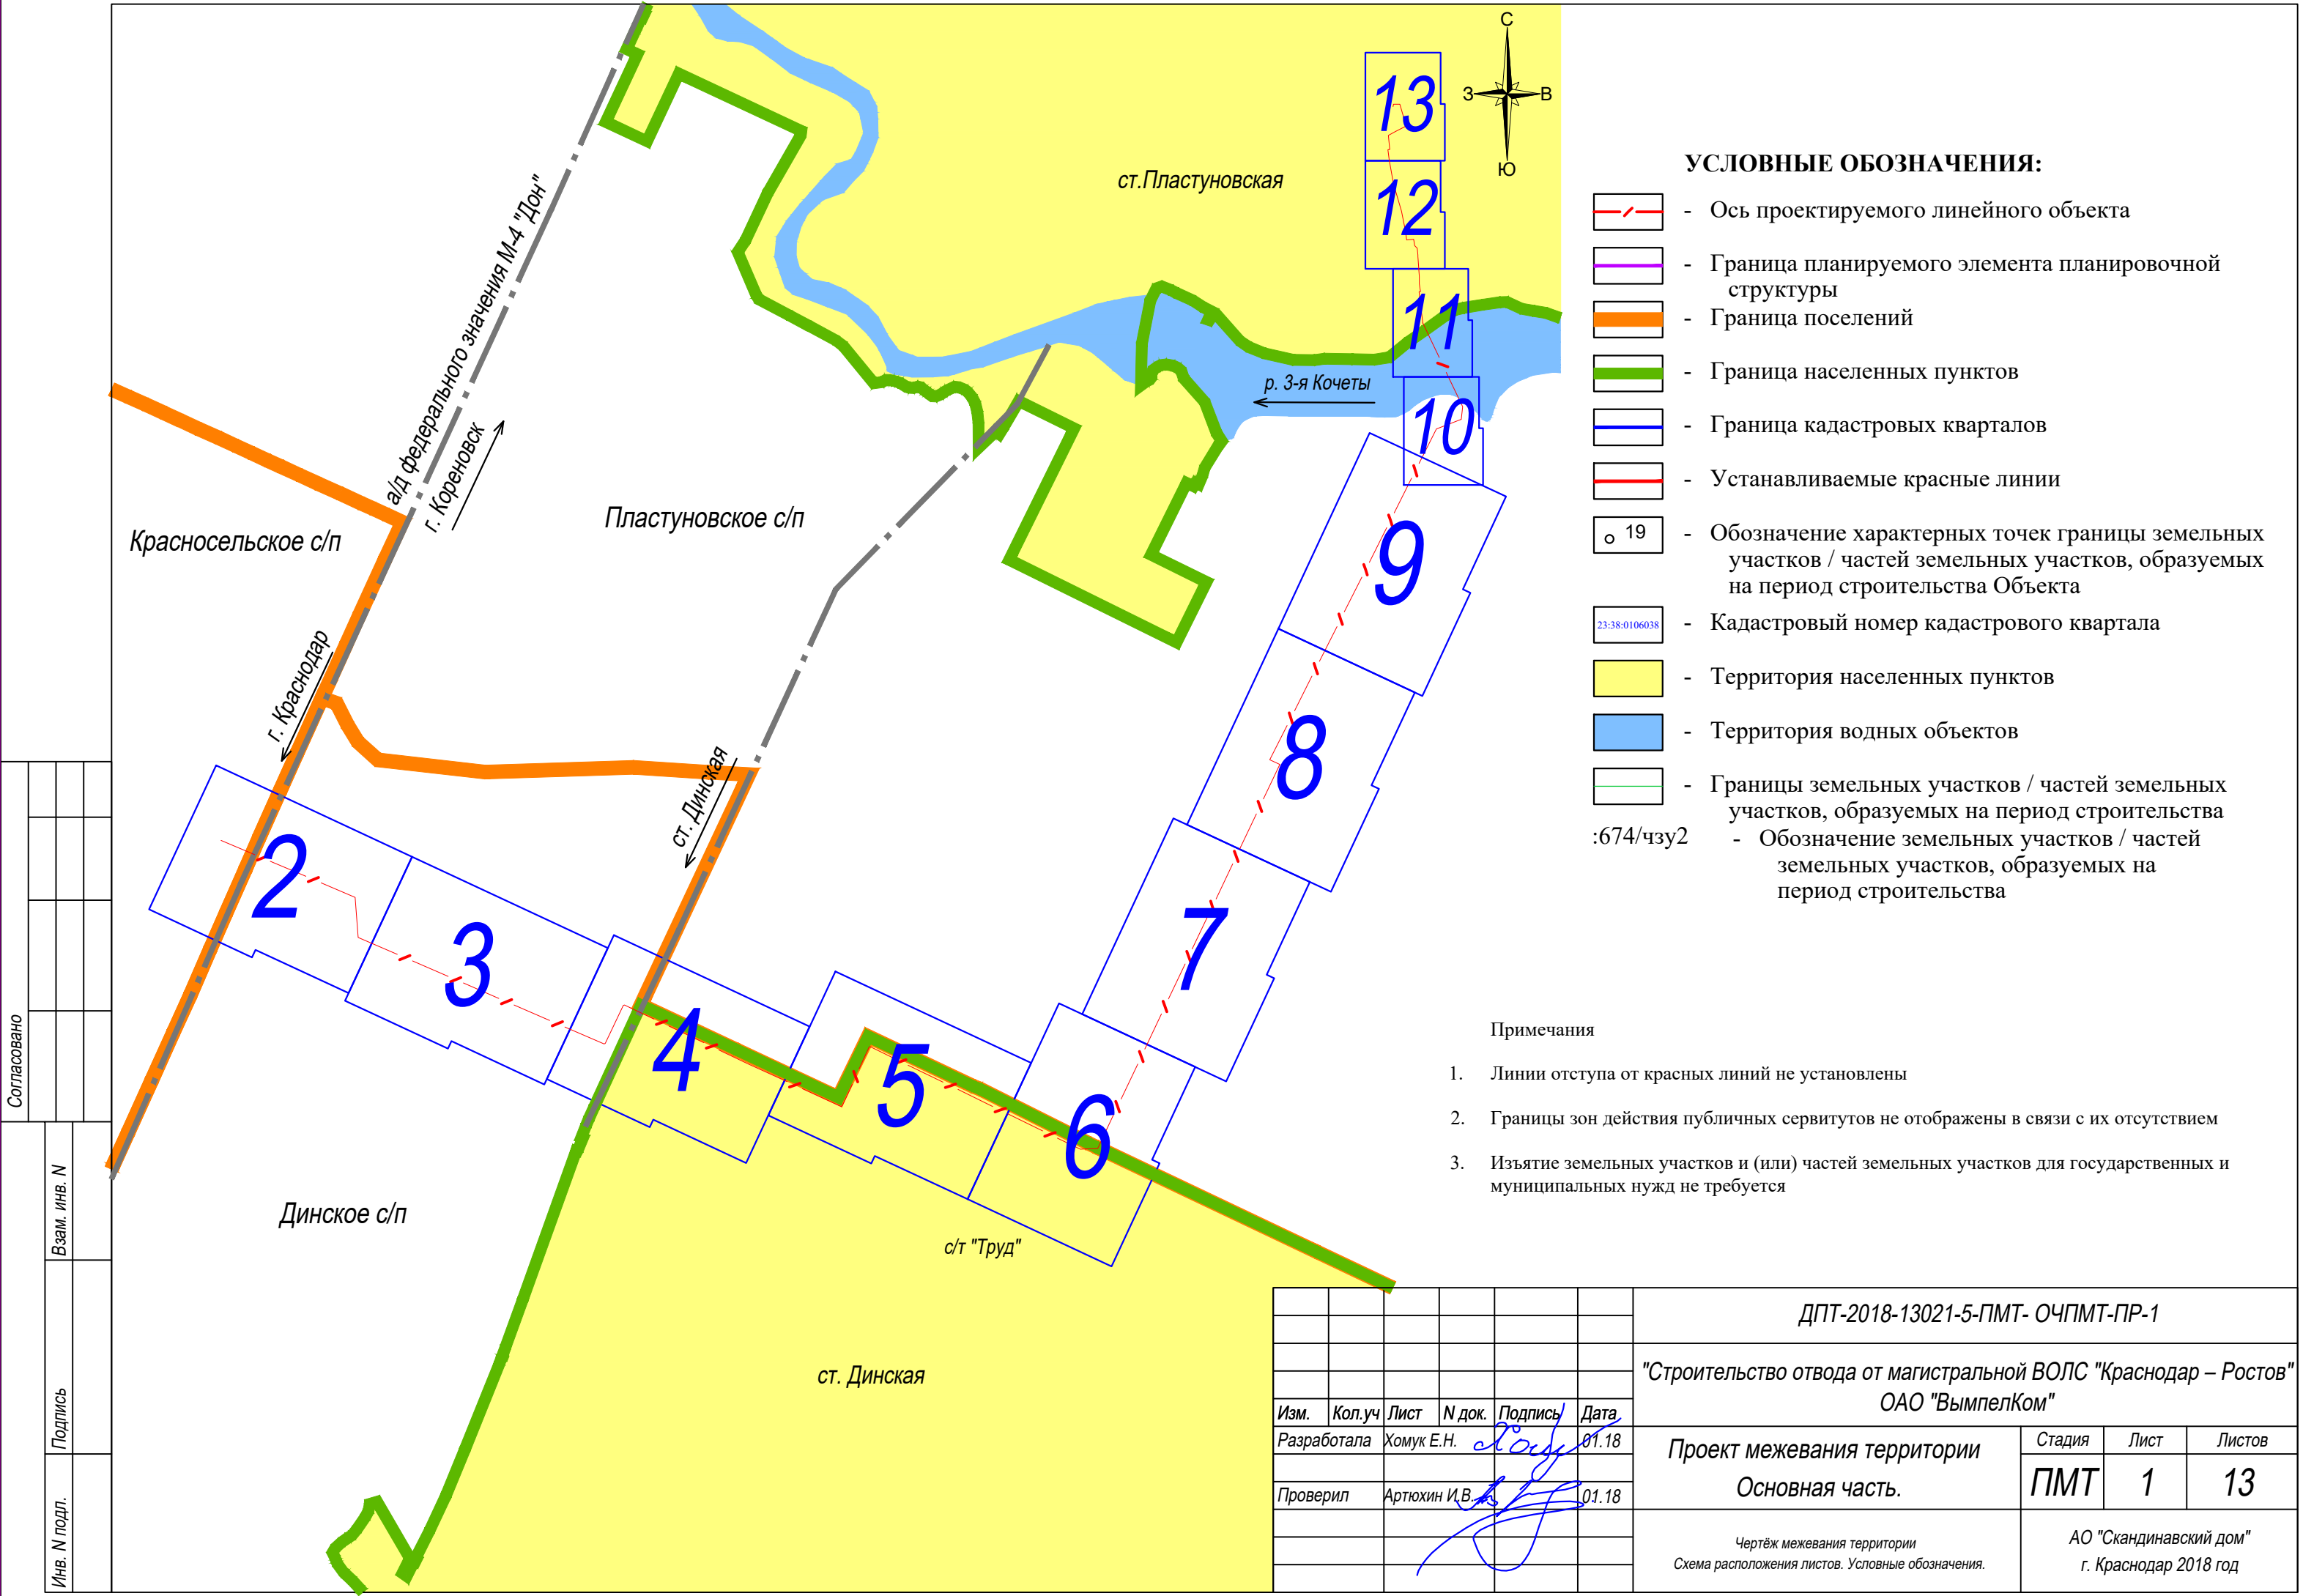 С
З
В
Ю
13
12
11
10
9
8
7
6
5
4
3
2
ст.Пластуновская
р. 3-я Кочеты
а/д федерального значения М-4 "Дон"
г. Кореновск
Красносельское с/п
Пластуновское с/п
г. Краснодар
ст. Динская
Динское с/п
с/т "Труд"
ст. Динская
УСЛОВНЫЕ ОБОЗНАЧЕНИЯ:
- Ось проектируемого линейного объекта
- Граница планируемого элемента планировочной
структуры
- Граница поселений
- Граница населенных пунктов
- Граница кадастровых кварталов
- Устанавливаемые красные линии
19 - Обозначение характерных точек границы земельных
участков / частей земельных участков, образуемых
на период строительства Объекта
23:38:0106038 - Кадастровый номер кадастрового квартала
- Территория населенных пунктов
- Территория водных объектов
- Границы земельных участков / частей земельных
участков, образуемых на период строительства
:674/чзу2 - Обозначение земельных участков / частей
земельных участков, образуемых на
период строительства
Примечания
1. Линии отступа от красных линий не установлены
2. Границы зон действия публичных сервитутов не отображены в связи с их отсутствием
3. Изъятие земельных участков и (или) частей земельных участков для государственных и
муниципальных нужд не требуется
Согласовано
Взам. инв. N
Подпись
Инв. N подл.
ДПТ-2018-13021-5-ПМТ- ОЧПМТ-ПР-1
"Строительство отвода от магистральной ВОЛС "Краснодар – Ростов"
ОАО "ВымпелКом"
Изм. Кол.уч Лист N док. Подпись Дата
Разработала Хомук Е.Н. 01.18
Проверил Артюхин И.В. 01.18
Проект межевания территории
Основная часть.
Стадия Лист Листов
ПМТ 1 13
Чертёж межевания территории
Схема расположения листов. Условные обозначения.
АО "Скандинавский дом"
г. Краснодар 2018 год